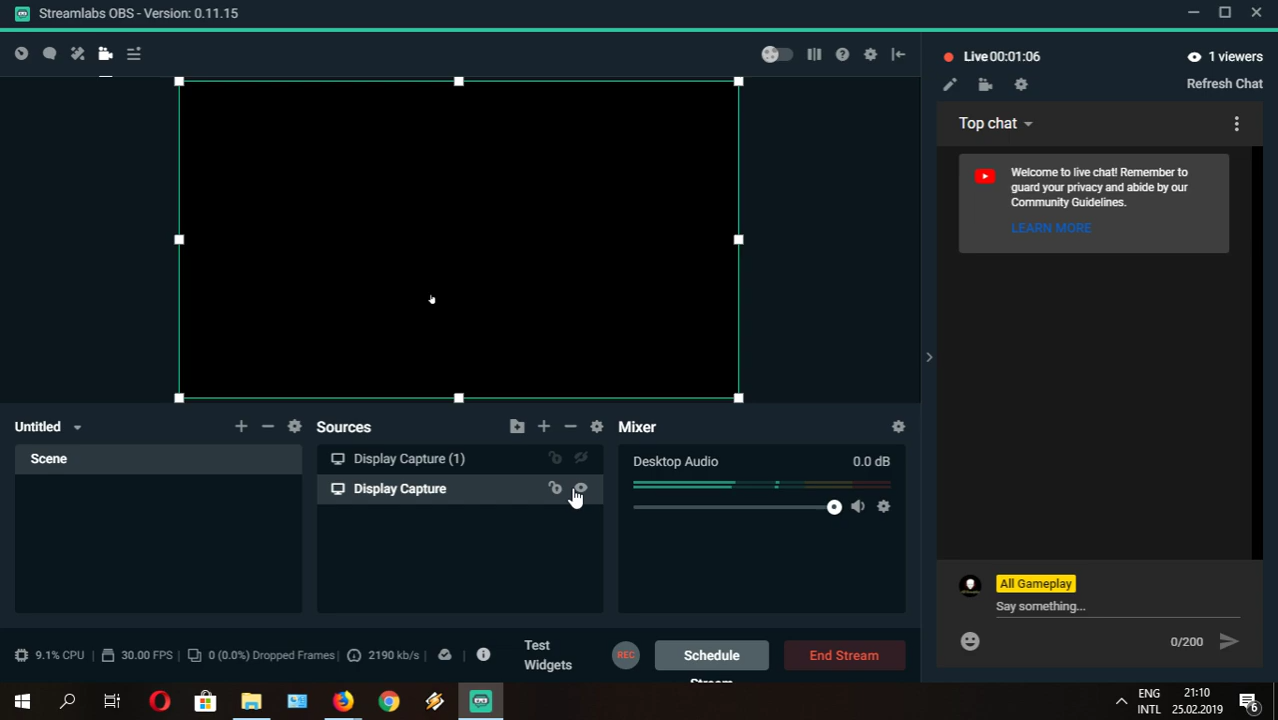 Streamlabs OBS - Version: 0.11.15
Live 00:01:06
1 viewers
Refresh Chat
Top chat
Welcome to live chat! Remember to
guard your privacy and abide by our
Community Guidelines.
LEARN MORE
Untitled
Sources
Mixer
Scene
Display Capture (1)
Display Capture
Desktop Audio
0.0 dB
All Gameplay
Say something...
0/200
9.1% CPU
30.00 FPS
0 (0.0%) Dropped Frames
2190 kb/s
Test
Widgets
REC
Schedule
Stream
End Stream
ENG
INTL
21:10
25.02.2019
6